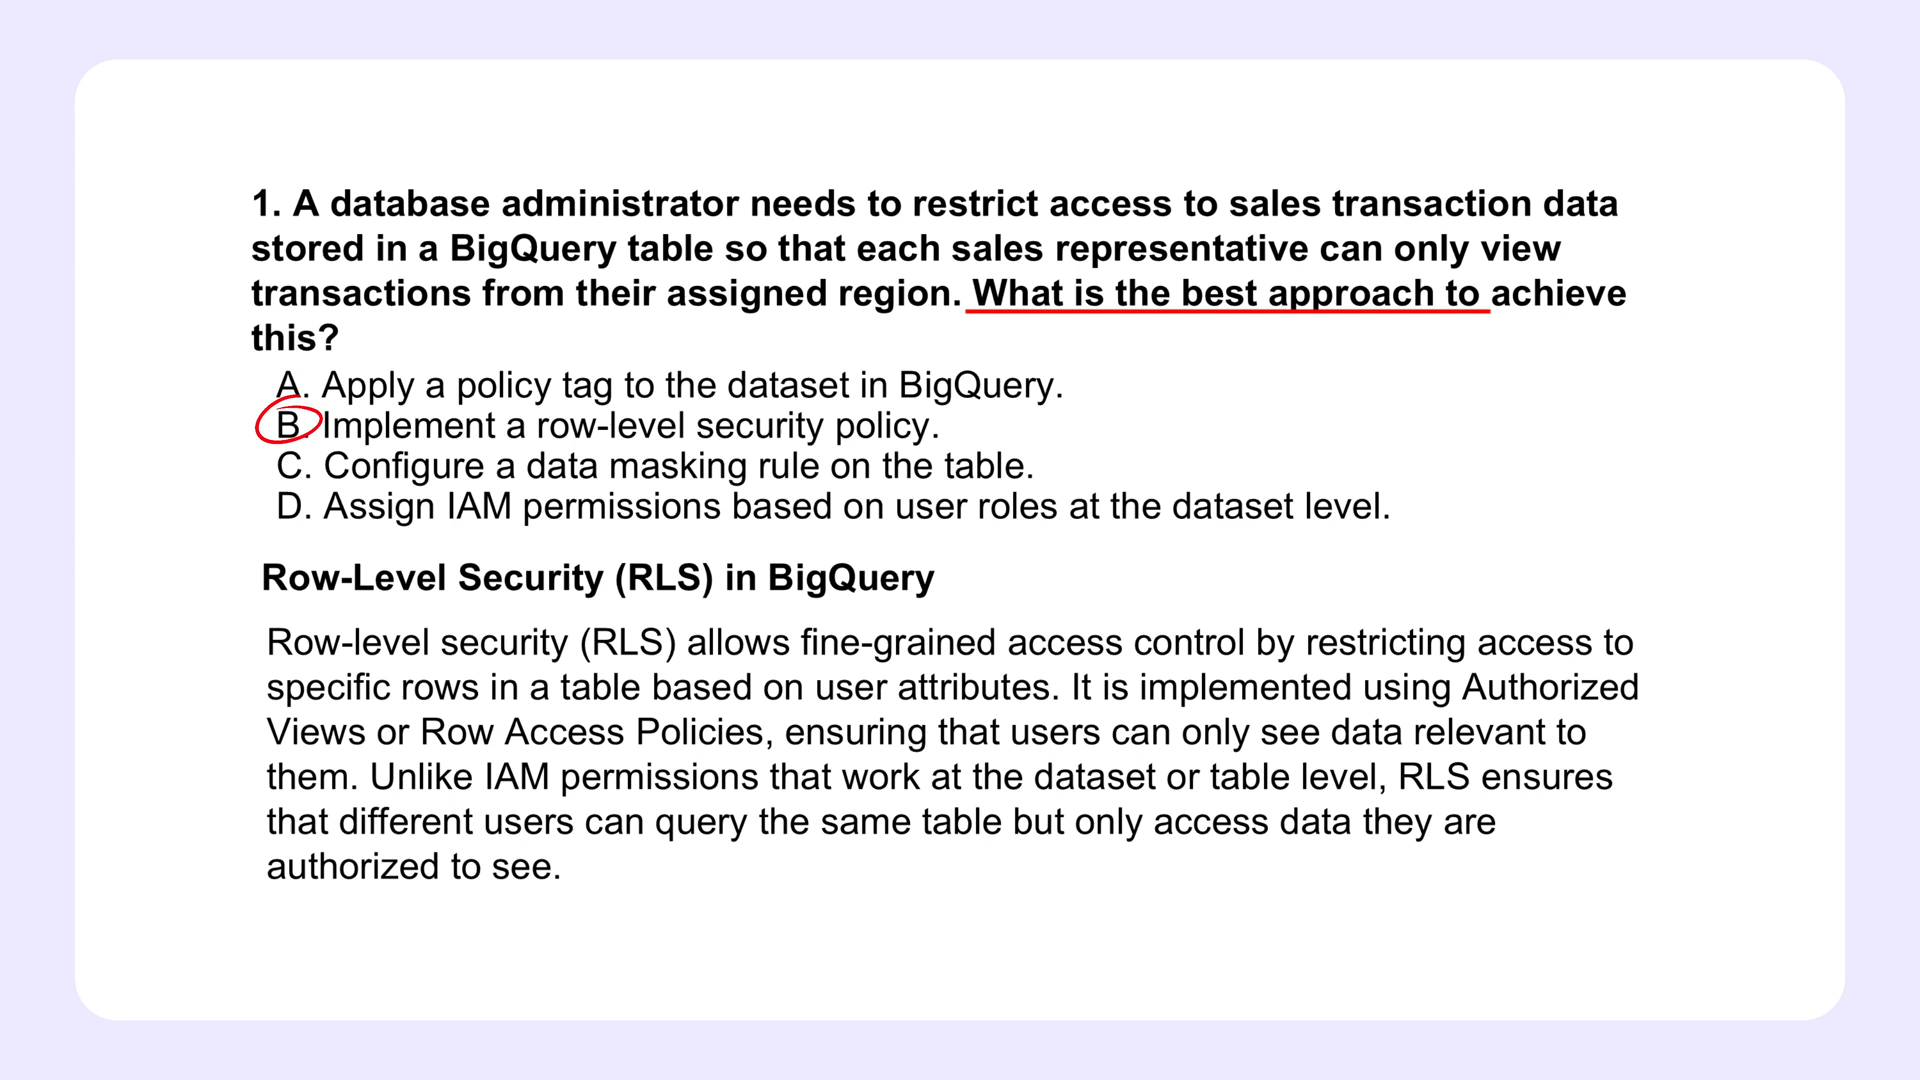 1. A database administrator needs to restrict access to sales transaction data
stored in a BigQuery table so that each sales representative can only view
transactions from their assigned region. What is the best approach to achieve
this?
A. Apply a policy tag to the dataset in BigQuery.
B. Implement a row-level security policy.
C. Configure a data masking rule on the table.
D. Assign IAM permissions based on user roles at the dataset level.
Row-Level Security (RLS) in BigQuery
Row-level security (RLS) allows fine-grained access control by restricting access to
specific rows in a table based on user attributes. It is implemented using Authorized
Views or Row Access Policies, ensuring that users can only see data relevant to
them. Unlike IAM permissions that work at the dataset or table level, RLS ensures
that different users can query the same table but only access data they are
authorized to see.